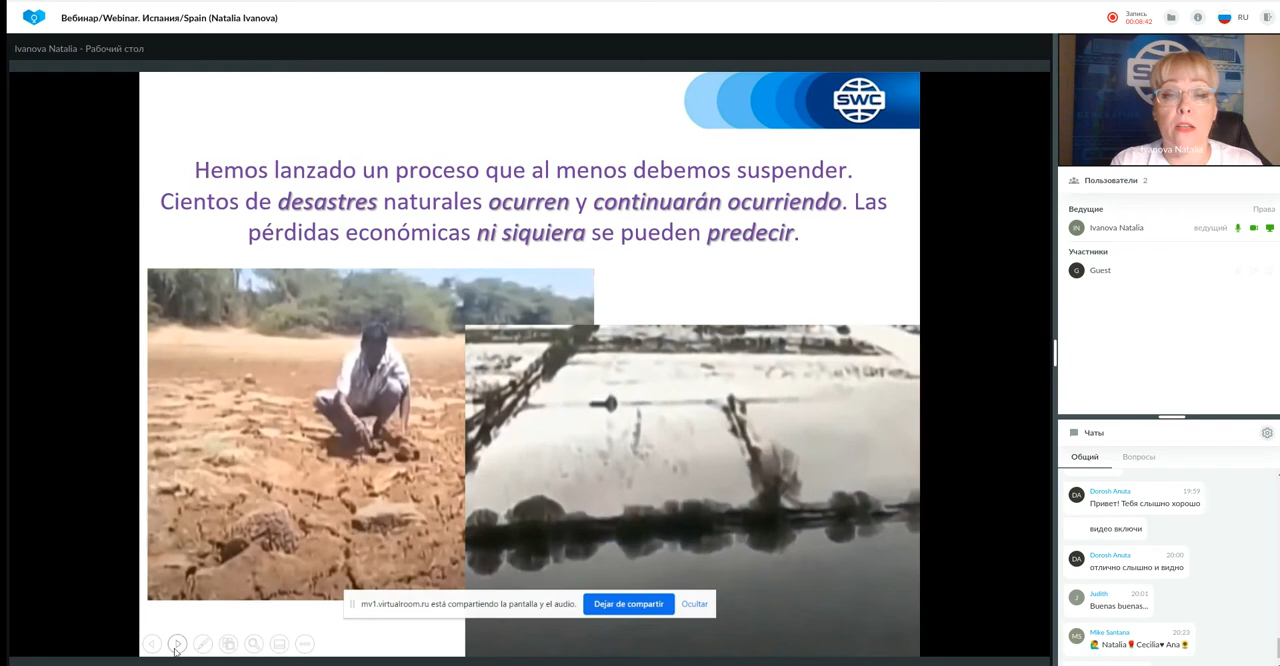 Вебинар/Webinar. Испания/Spain (Natalia Ivanova)
Запись
00:08:42
RU
Ivanova Natalia - Рабочий стол
SWC
Hemos lanzado un proceso que al menos debemos suspender.
Cientos de desastres naturales ocurren y continuarán ocurriendo. Las
pérdidas económicas ni siquiera se pueden predecir.
mv1.virtualroom.ru está compartiendo la pantalla y el audio.
Dejar de compartir
Ocultar
SWC
Ivanova Natalia
Пользователи 2
Ведущие
Права
IN
Ivanova Natalia
ведущий
Участники
G
Guest
Чаты
Общий
Вопросы
DA
Dorosh Anuta
19:59
Привет! Тебя слышно хорошо
видео включи
DA
Dorosh Anuta
20:00
отлично слышно и видно
J
Judith
20:01
Buenas buenas...
MS
Mike Santana
20:23
Natalia Cecilia Ana